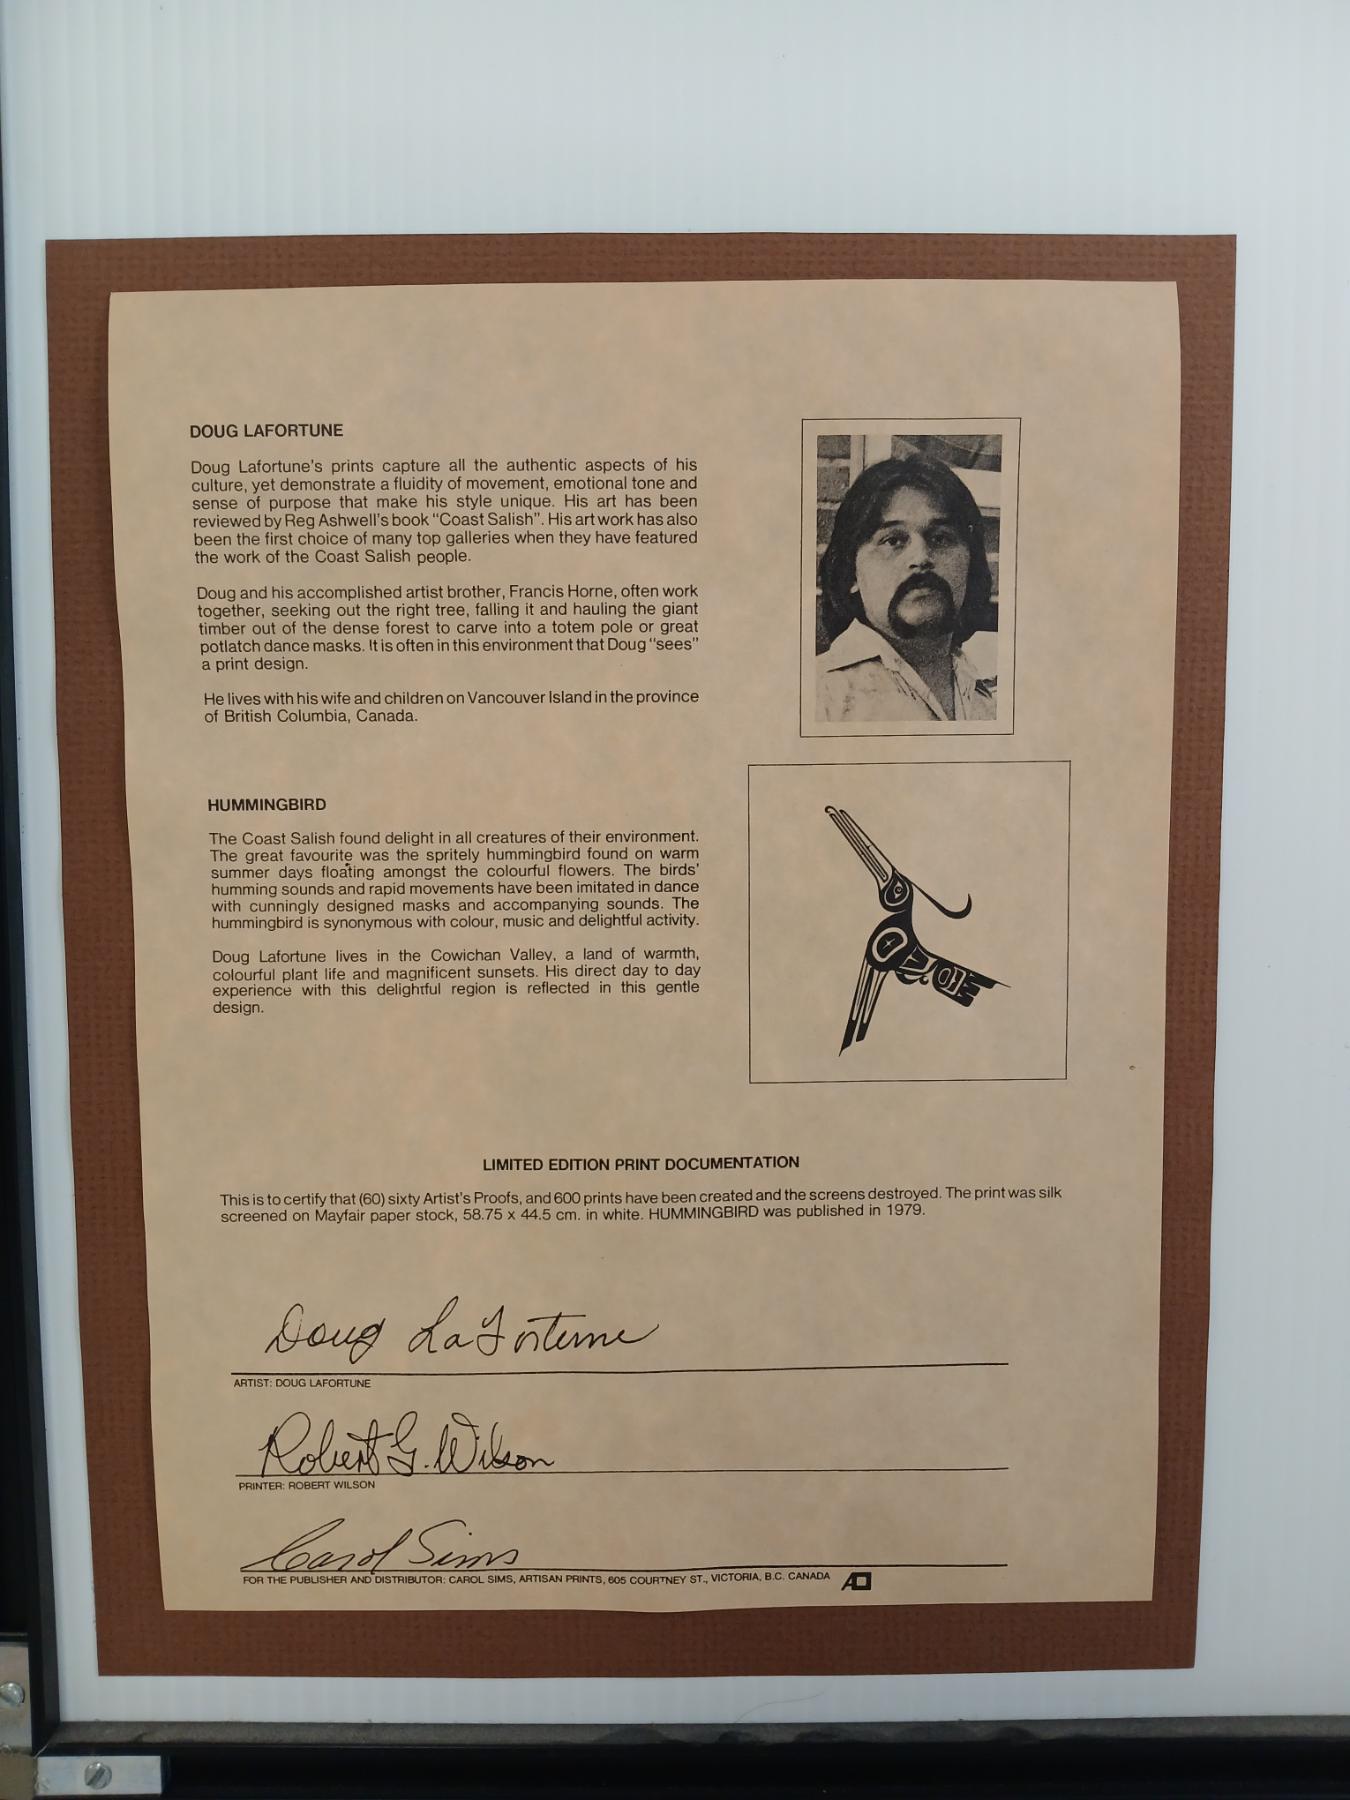 DOUG LAFORTUNE
Doug Lafortune's prints capture all the authentic aspects of his
culture, yet demonstrate a fluidity of movement, emotional tone and
sense of purpose that make his style unique. His art has been
reviewed by Reg Ashwell's book "Coast Salish". His art work has also
been the first choice of many top galleries when they have featured
the work of the Coast Salish people.
Doug and his accomplished artist brother, Francis Horne, often work
together, seeking out the right tree, falling it and hauling the giant
timber out of the dense forest to carve into a totem pole or great
potlatch dance masks. It is often in this environment that Doug "sees"
a print design.
He lives with his wife and children on Vancouver Island in the province
of British Columbia, Canada.
HUMMINGBIRD
The Coast Salish found delight in all creatures of their environment.
The great favourite was the spritely hummingbird found on warm
summer days floating amongst the colourful flowers. The birds'
humming sounds and rapid movements have been imitated in dance
with cunningly designed masks and accompanying sounds. The
hummingbird is synonymous with colour, music and delightful activity.
Doug Lafortune lives in the Cowichan Valley, a land of warmth,
colourful plant life and magnificent sunsets. His direct day to day
experience with this delightful region is reflected in this gentle
design.
LIMITED EDITION PRINT DOCUMENTATION
This is to certify that (60) sixty Artist's Proofs, and 600 prints have been created and the screens destroyed. The print was silk
screened on Mayfair paper stock, 58.75 x 44.5 cm. in white. HUMMINGBIRD was published in 1979.
Doug LaFortune
ARTIST: DOUG LAFORTUNE
Robert G. Wilson
PRINTER: ROBERT WILSON
Carol Sims
FOR THE PUBLISHER AND DISTRIBUTOR: CAROL SIMS, ARTISAN PRINTS, 605 COURTNEY ST., VICTORIA, B.C. CANADA